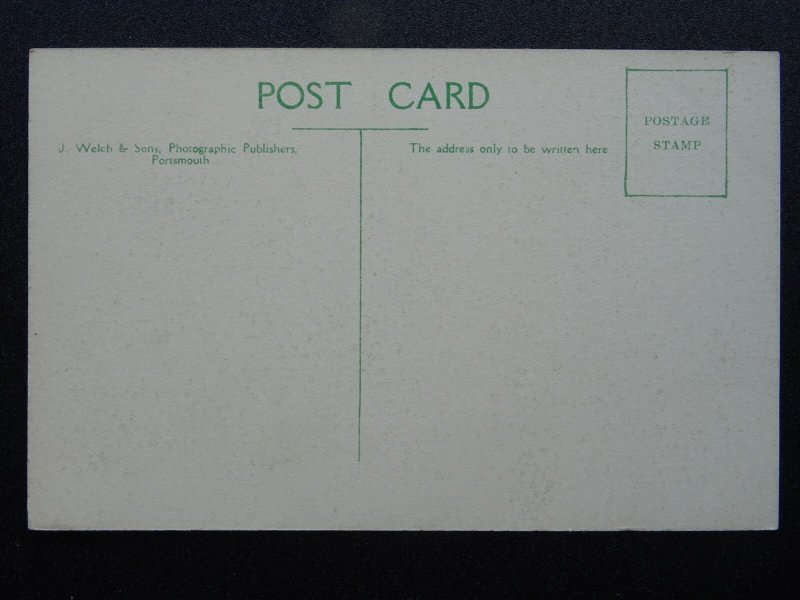 POST CARD
J. Welch & Sons, Photographic Publishers,
Portsmouth
The address only to be written here
POSTAGE
STAMP